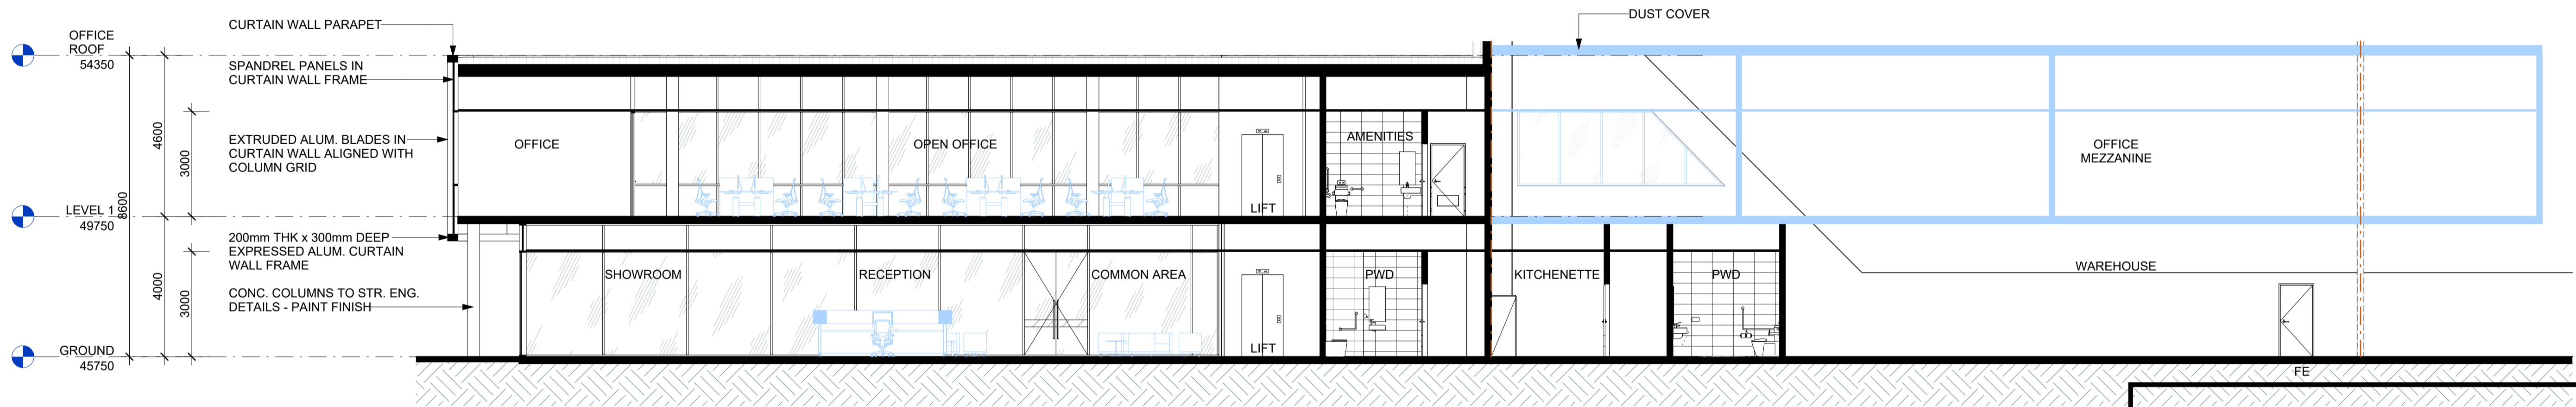 CURTAIN WALL PARAPET
DUST COVER
OFFICE
ROOF
54350
SPANDREL PANELS IN
CURTAIN WALL FRAME
EXTRUDED ALUM. BLADES IN
CURTAIN WALL ALIGNED WITH
COLUMN GRID
4600
3000
8600
OFFICE
OPEN OFFICE
AMENITIES
OFFICE
MEZZANINE
LIFT
LEVEL 1
49750
200mm THK x 300mm DEEP
EXPRESSED ALUM. CURTAIN
WALL FRAME
CONC. COLUMNS TO STR. ENG.
DETAILS - PAINT FINISH
4000
3000
SHOWROOM
RECEPTION
COMMON AREA
PWD
KITCHENETTE
PWD
WAREHOUSE
LIFT
GROUND
45750
FE